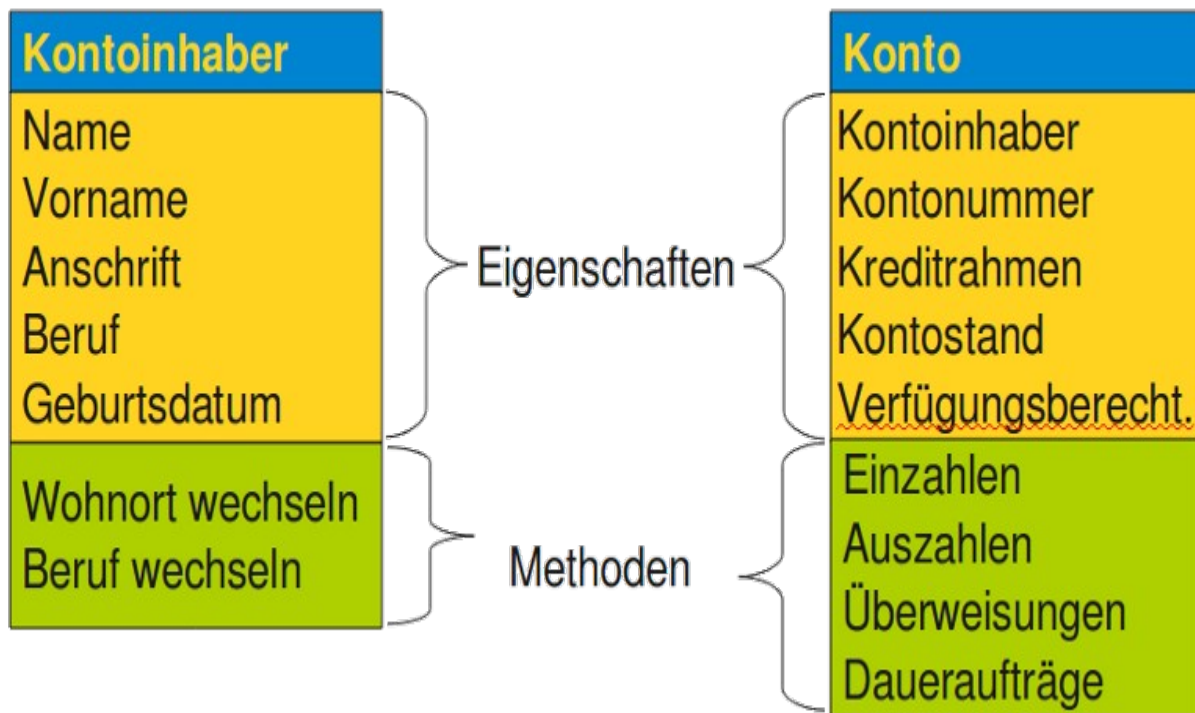 Kontoinhaber
Name
Vorname
Anschrift
Beruf
Geburtsdatum
Wohnort wechseln
Beruf wechseln
Eigenschaften
Methoden
Konto
Kontoinhaber
Kontonummer
Kreditrahmen
Kontostand
Verfügungsberecht.
Einzahlen
Auszahlen
Überweisungen
Daueraufträge